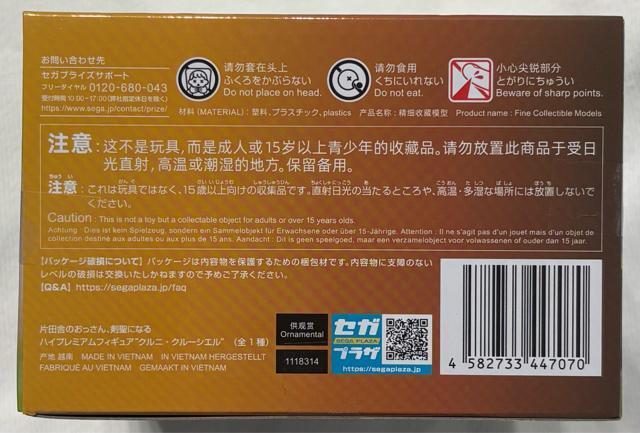 お問い合わせ先
セガプライズサポート
フリーダイヤル 0120-680-043
受付時間 10:00~17:00 (弊社指定休日を除く)
https://www.sega.jp/contact/prize/
请勿套在头上
ふくろをかぶらない
Do not place on head.
请勿食用
くちにいれない
Do not eat.
小心尖锐部分
とがりにちゅうい
Beware of sharp points.
材料 (MATERIAL) : 塑料、プラスチック、plastics 产品名称 : 精细收藏模型 Product name : Fine Collectible Models
注意 : 这不是玩具，而是成人或15岁以上青少年的收藏品。请勿放置此商品于受日
光直射，高温或潮湿的地方。保留备用。
注意 : これは玩具ではなく、15歳以上向けの収集品です。直射日光の当たるところや、高温・多湿な場所には放置しないで
ください。
Caution : This is not a toy but a collectable object for adults or over 15 years olds.
Achtung : Dies ist kein Spielzeug, sondern ein Sammelobjekt für Erwachsene oder über 15-Jährige. Attention : Il ne s'agit pas d'un jouet mais d'un objet de
collection destiné aux adultes ou aux plus de 15 ans. Aandacht : Dit is geen speelgoed, maar een verzamelobject voor volwassenen of ouder dan 15 jaar.
【パッケージ破損について】パッケージは内容物を保護するための梱包材です。内容物に支障のない
レベルの破損は交換いたしかねますので予めご了承ください。
【Q&A】https://segaplaza.jp/faq
片田舎のおっさん、剣聖になる
ハイプレミアムフィギュア"クルニ・クルーシエル" (全1種)
产地 越南 MADE IN VIETNAM IN VIETNAM HERGESTELLT
FABRIQUÉ AU VIETNAM GEMAAKT IN VIETNAM
供观赏
Ornamental
1118314
セガ
SEGA PLAZA
プラザ
https://segaplaza.jp
4 582733 447070